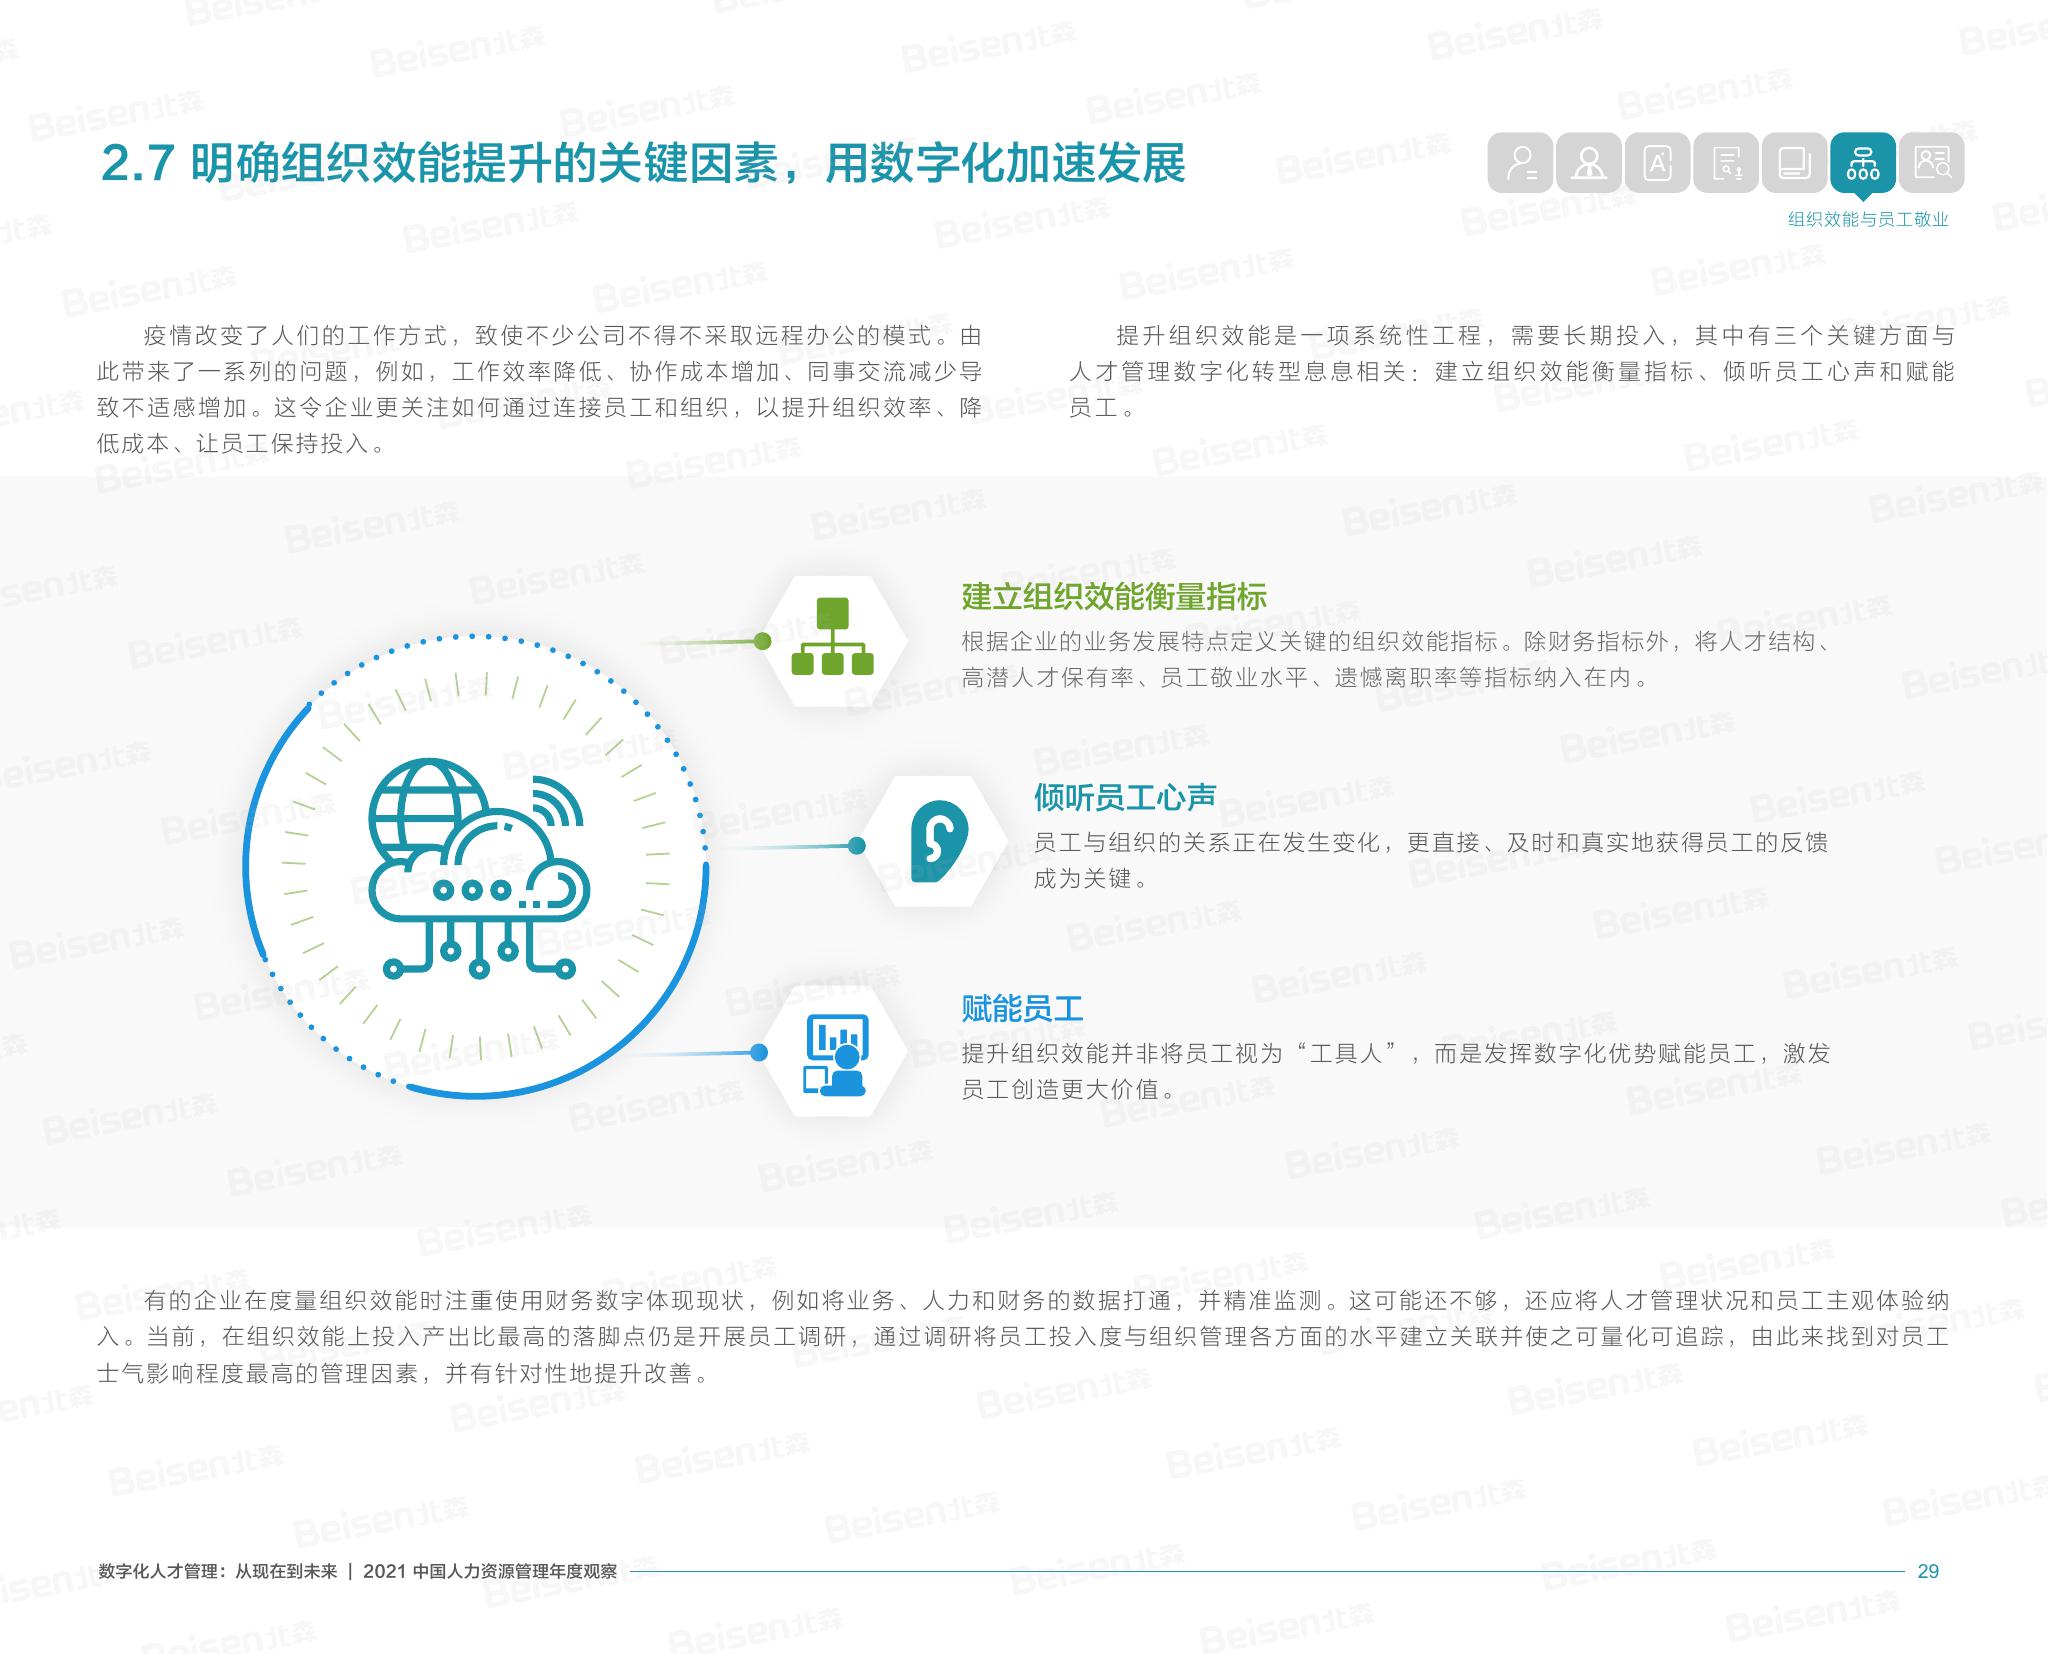 2.7 明确组织效能提升的关键因素，用数字化加速发展
组织效能与员工敬业
疫情改变了人们的工作方式，致使不少公司不得不采取远程办公的模式。由
此带来了一系列的问题，例如，工作效率降低、协作成本增加、同事交流减少导
致不适感增加。这令企业更关注如何通过连接员工和组织，以提升组织效率、降
低成本、让员工保持投入。
提升组织效能是一项系统性工程，需要长期投入，其中有三个关键方面与
人才管理数字化转型息息相关：建立组织效能衡量指标、倾听员工心声和赋能
员工。
建立组织效能衡量指标
根据企业的业务发展特点定义关键的组织效能指标。除财务指标外，将人才结构、
高潜人才保有率、员工敬业水平、遗憾离职率等指标纳入在内。
倾听员工心声
员工与组织的关系正在发生变化，更直接、及时和真实地获得员工的反馈
成为关键。
赋能员工
提升组织效能并非将员工视为“工具人”，而是发挥数字化优势赋能员工，激发
员工创造更大价值。
有的企业在度量组织效能时注重使用财务数字体现现状，例如将业务、人力和财务的数据打通，并精准监测。这可能还不够，还应将人才管理状况和员工主观体验纳
入。当前，在组织效能上投入产出比最高的落脚点仍是开展员工调研，通过调研将员工投入度与组织管理各方面的水平建立关联并使之可量化可追踪，由此来找到对员工
士气影响程度最高的管理因素，并有针对性地提升改善。
数字化人才管理：从现在到未来 | 2021 中国人力资源管理年度观察
29
Beisen北森